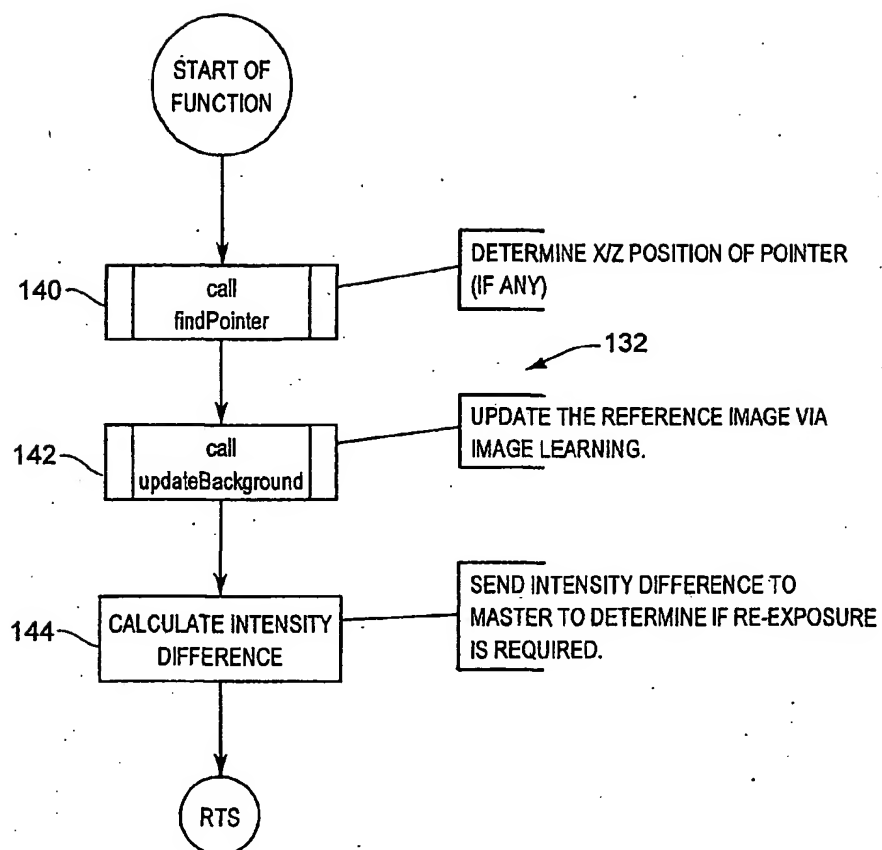 START OF
FUNCTION
140
call
findPointer
DETERMINE X/Z POSITION OF POINTER
(IF ANY)
132
142
call
updateBackground
UPDATE THE REFERENCE IMAGE VIA
IMAGE LEARNING.
144
CALCULATE INTENSITY
DIFFERENCE
SEND INTENSITY DIFFERENCE TO
MASTER TO DETERMINE IF RE-EXPOSURE
IS REQUIRED.
RTS